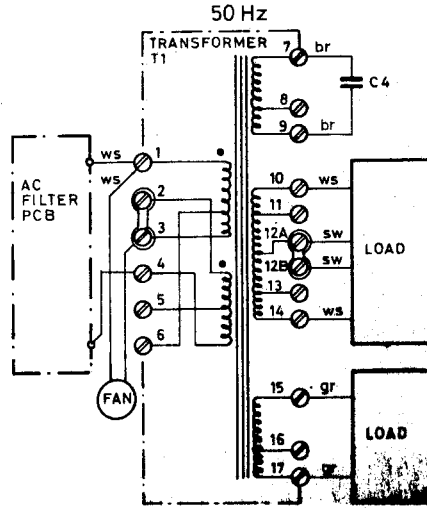 50 Hz
TRANSFORMER
T1
7
br
C4
8
9
br
ws
1
ws
2
3
4
5
6
AC
FILTER
PCB
FAN
10
ws
11
12A
sw
12B
sw
13
14
ws
LOAD
15
gr
16
17
gr
LOAD